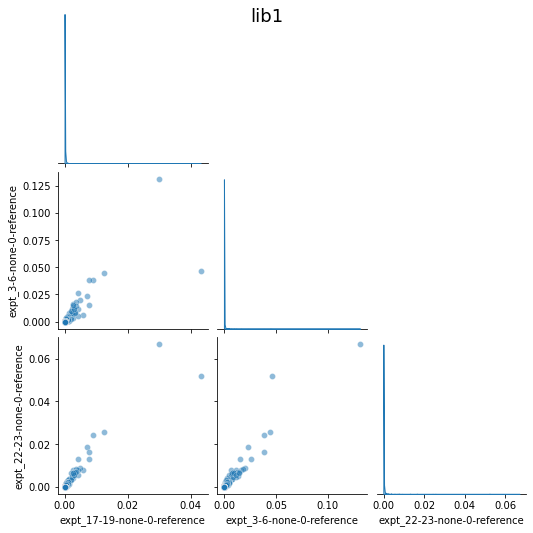 lib1
0.125
0.100
0.075
0.050
0.025
0.000
expt_3-6-none-0-reference
0.06
0.04
0.02
0.00
expt_22-23-none-0-reference
0.00 0.02 0.04
expt_17-19-none-0-reference
0.00 0.05 0.10
expt_3-6-none-0-reference
0.00 0.02 0.04 0.06
expt_22-23-none-0-reference